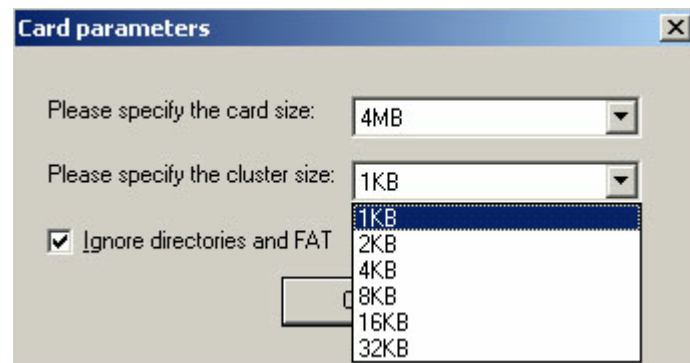 Card parameters
Please specify the card size: 4MB
Please specify the cluster size: 1KB
1KB
Ignore directories and FAT
2KB
4KB
8KB
16KB
32KB